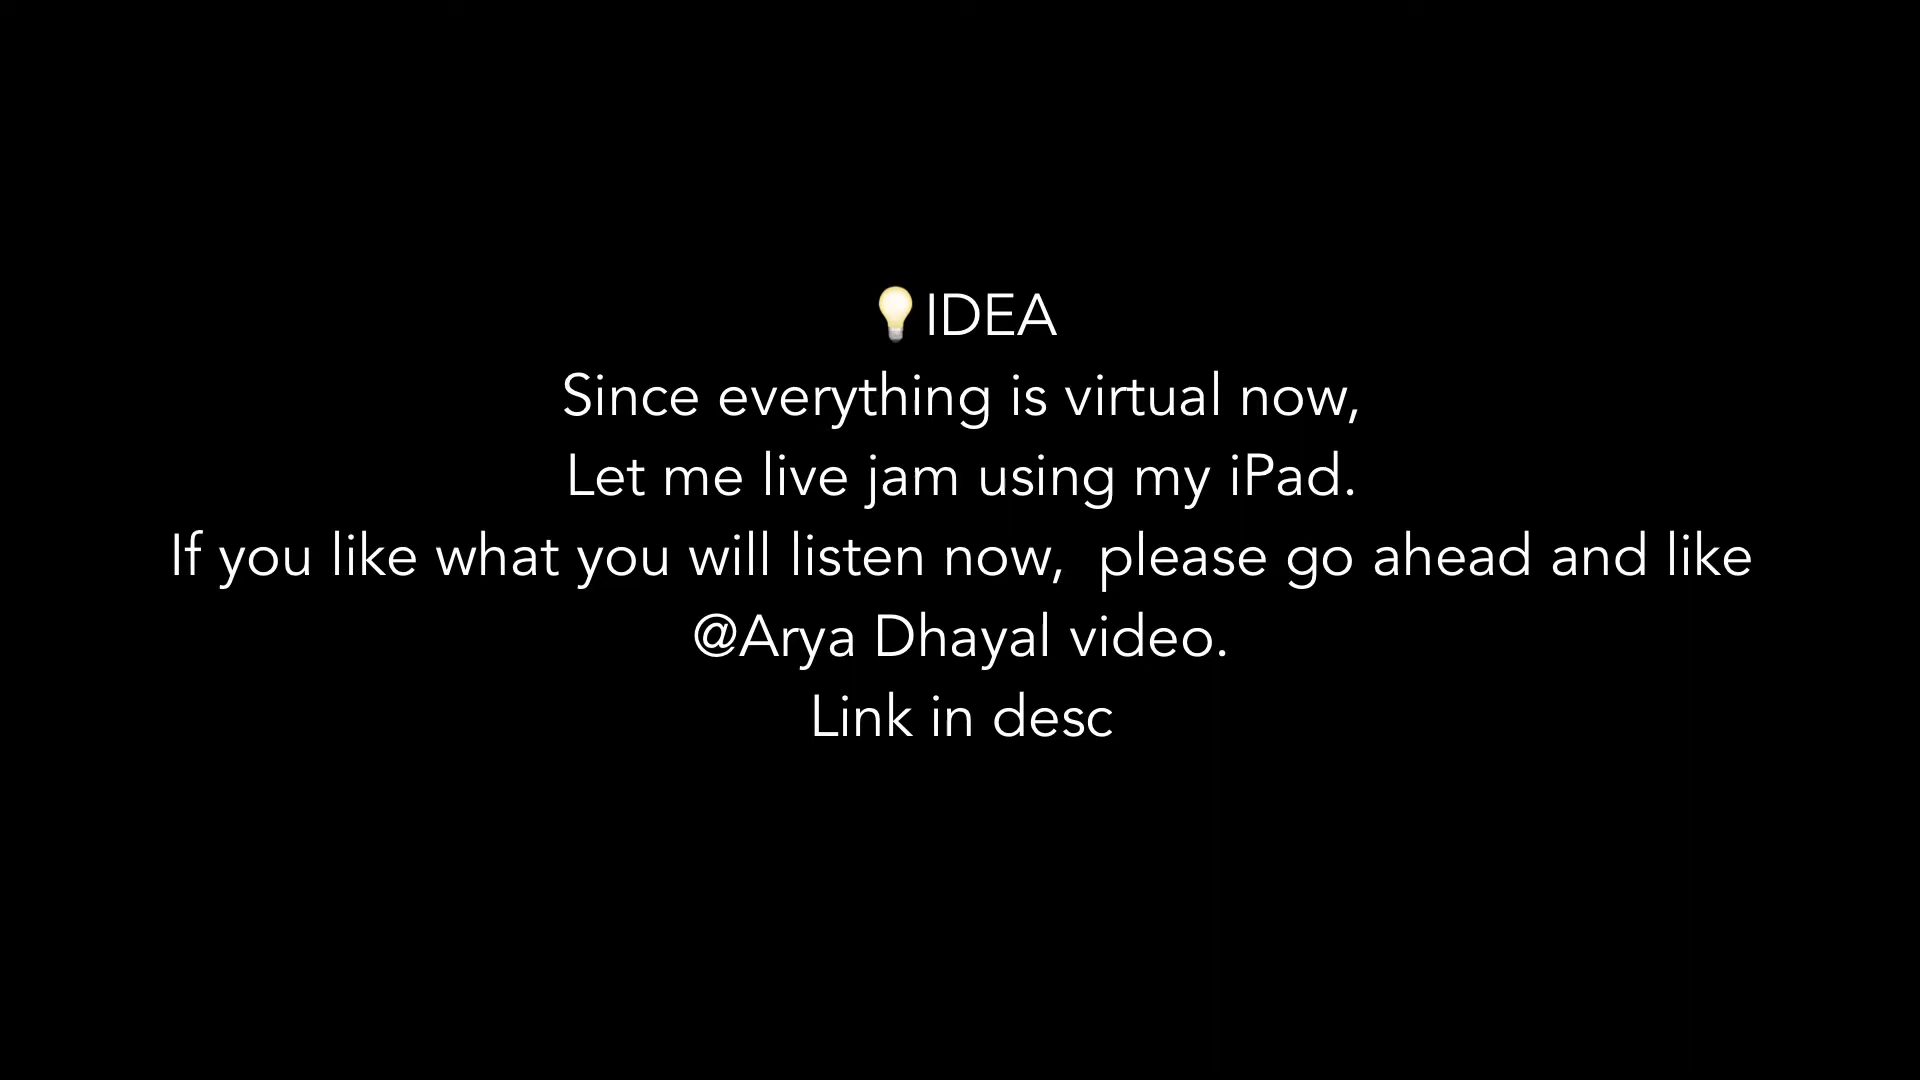 💡IDEA
Since everything is virtual now,
Let me live jam using my iPad.
If you like what you will listen now,  please go ahead and like
@Arya Dhayal video.
Link in desc